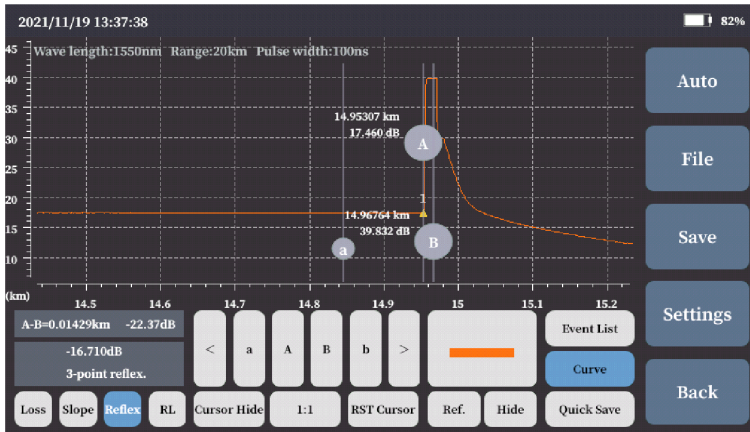 2021/11/19 13:37:38
82%
Wave length:1550nm Range:20km Pulse width:100ns
45
40
35
30
25
20
15
10
(km)
14.95307 km
17.460 dB
A
1
14.96764 km
39.832 dB
a
B
14.5 14.6 14.7 14.8 14.9 15 15.1 15.2
A-B=0.01429km -22.37dB
-16.710dB
3-point reflex.
< a A B b >
Event List
Curve
Loss Slope Reflex RL Cursor Hide 1:1 RST Cursor Ref. Hide Quick Save
Auto
File
Save
Settings
Back